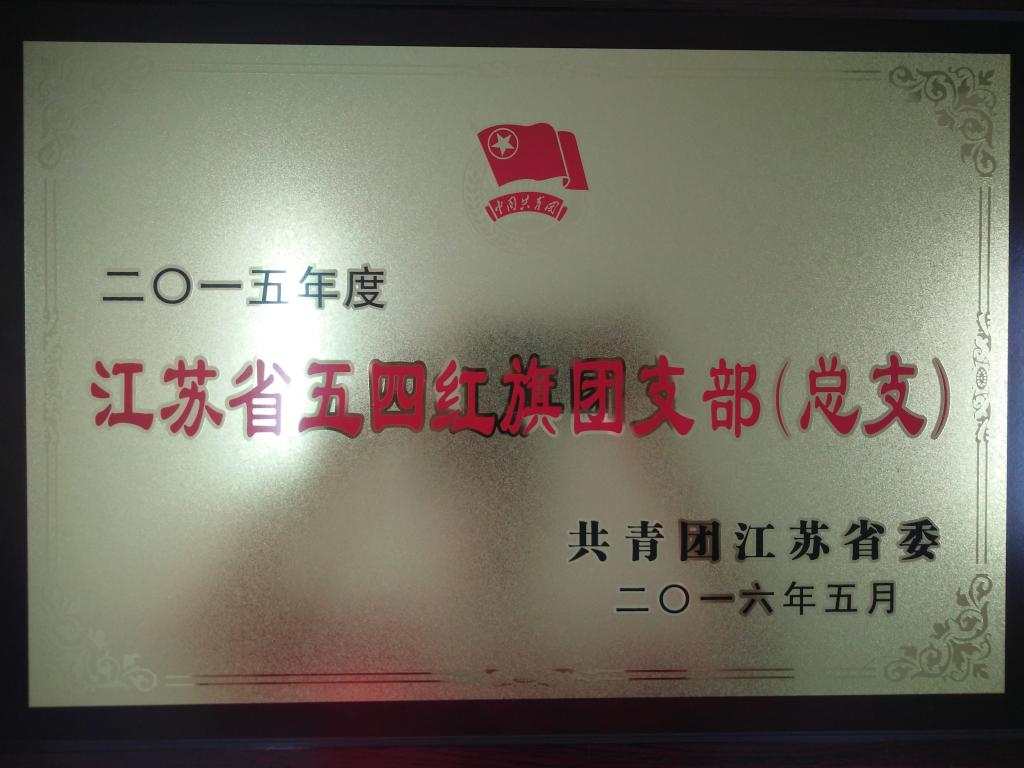 中国共青团
二〇一五年度
江苏省五四红旗团支部(总支)
共青团江苏省委
二〇一六年五月